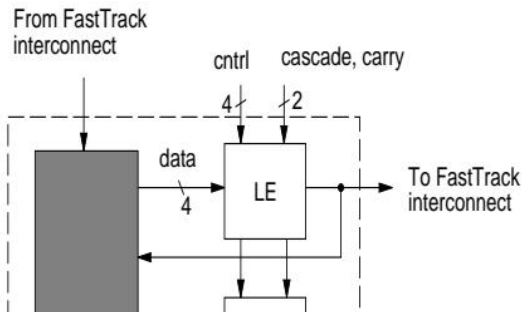 From FastTrack
interconnect
cntrl
cascade, carry
4
2
data
4
LE
To FastTrack
interconnect